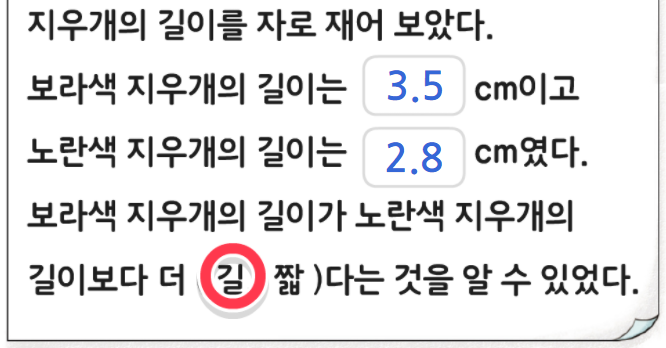 지우개의 길이를 자로 재어 보았다.
보라색 지우개의 길이는 3.5 cm이고
노란색 지우개의 길이는 2.8 cm였다.
보라색 지우개의 길이가 노란색 지우개의
길이보다 더 ( 길 짧 )다는 것을 알 수 있었다.